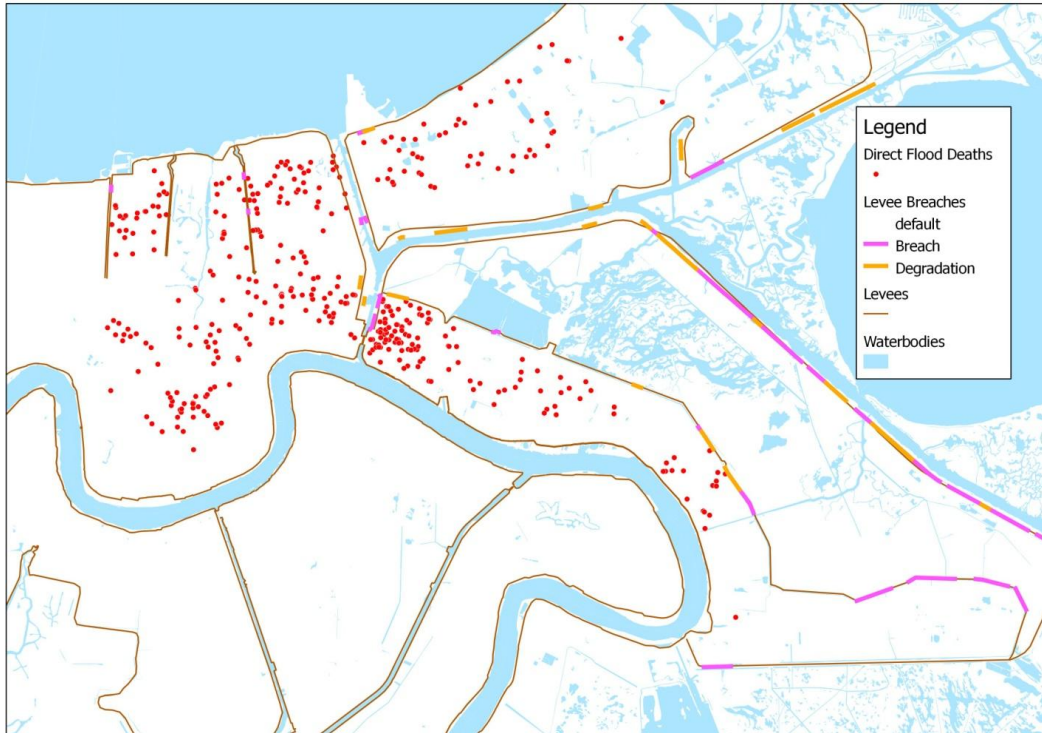 Legend
Direct Flood Deaths
Levee Breaches
default
Breach
Degradation
Levees
Waterbodies